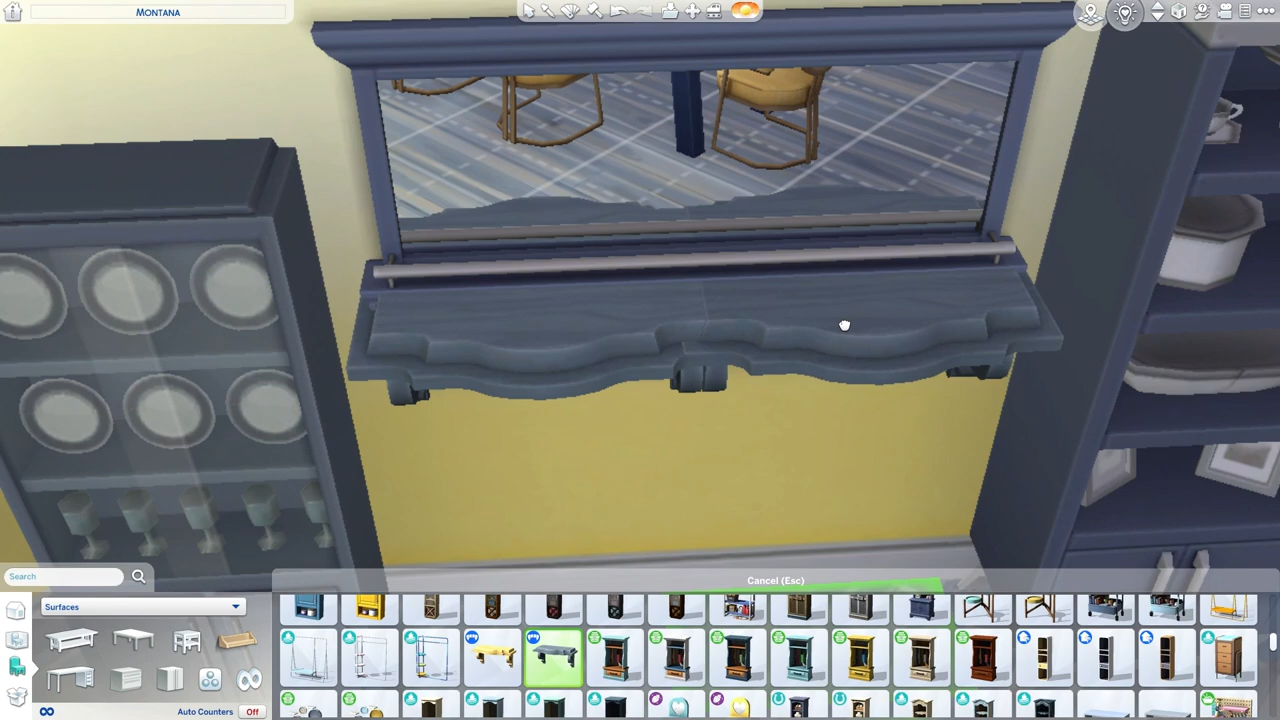 MONTANA
Cancel (Esc)
Search
Surfaces
Auto Counters Off